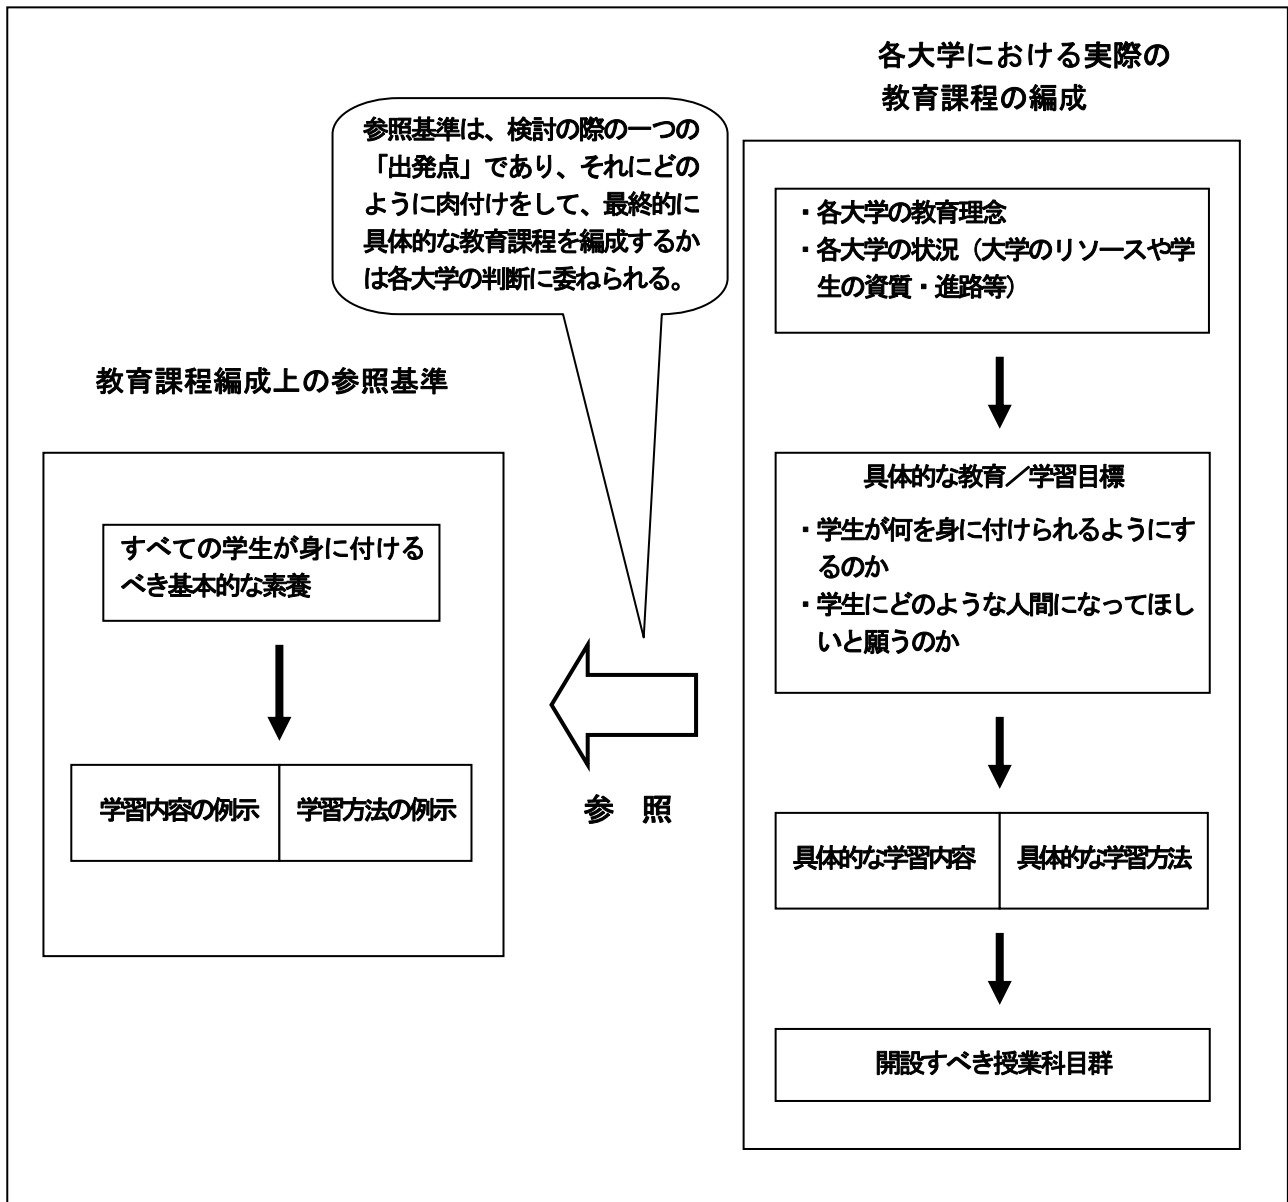 各大学における実際の
教育課程の編成
参照基準は、検討の際の一つの
「出発点」であり、それにどの
ように肉付けをして、最終的に
具体的な教育課程を編成するか
は各大学の判断に委ねられる。
・各大学の教育理念
・各大学の状況（大学のリソースや学
生の資質・進路等）
教育課程編成上の参照基準
具体的な教育／学習目標
・学生が何を身に付けられるようにす
るのか
・学生にどのような人間になってほし
いと願うのか
すべての学生が身に付ける
べき基本的な素養
学習内容の例示
学習方法の例示
参　照
具体的な学習内容
具体的な学習方法
開設すべき授業科目群